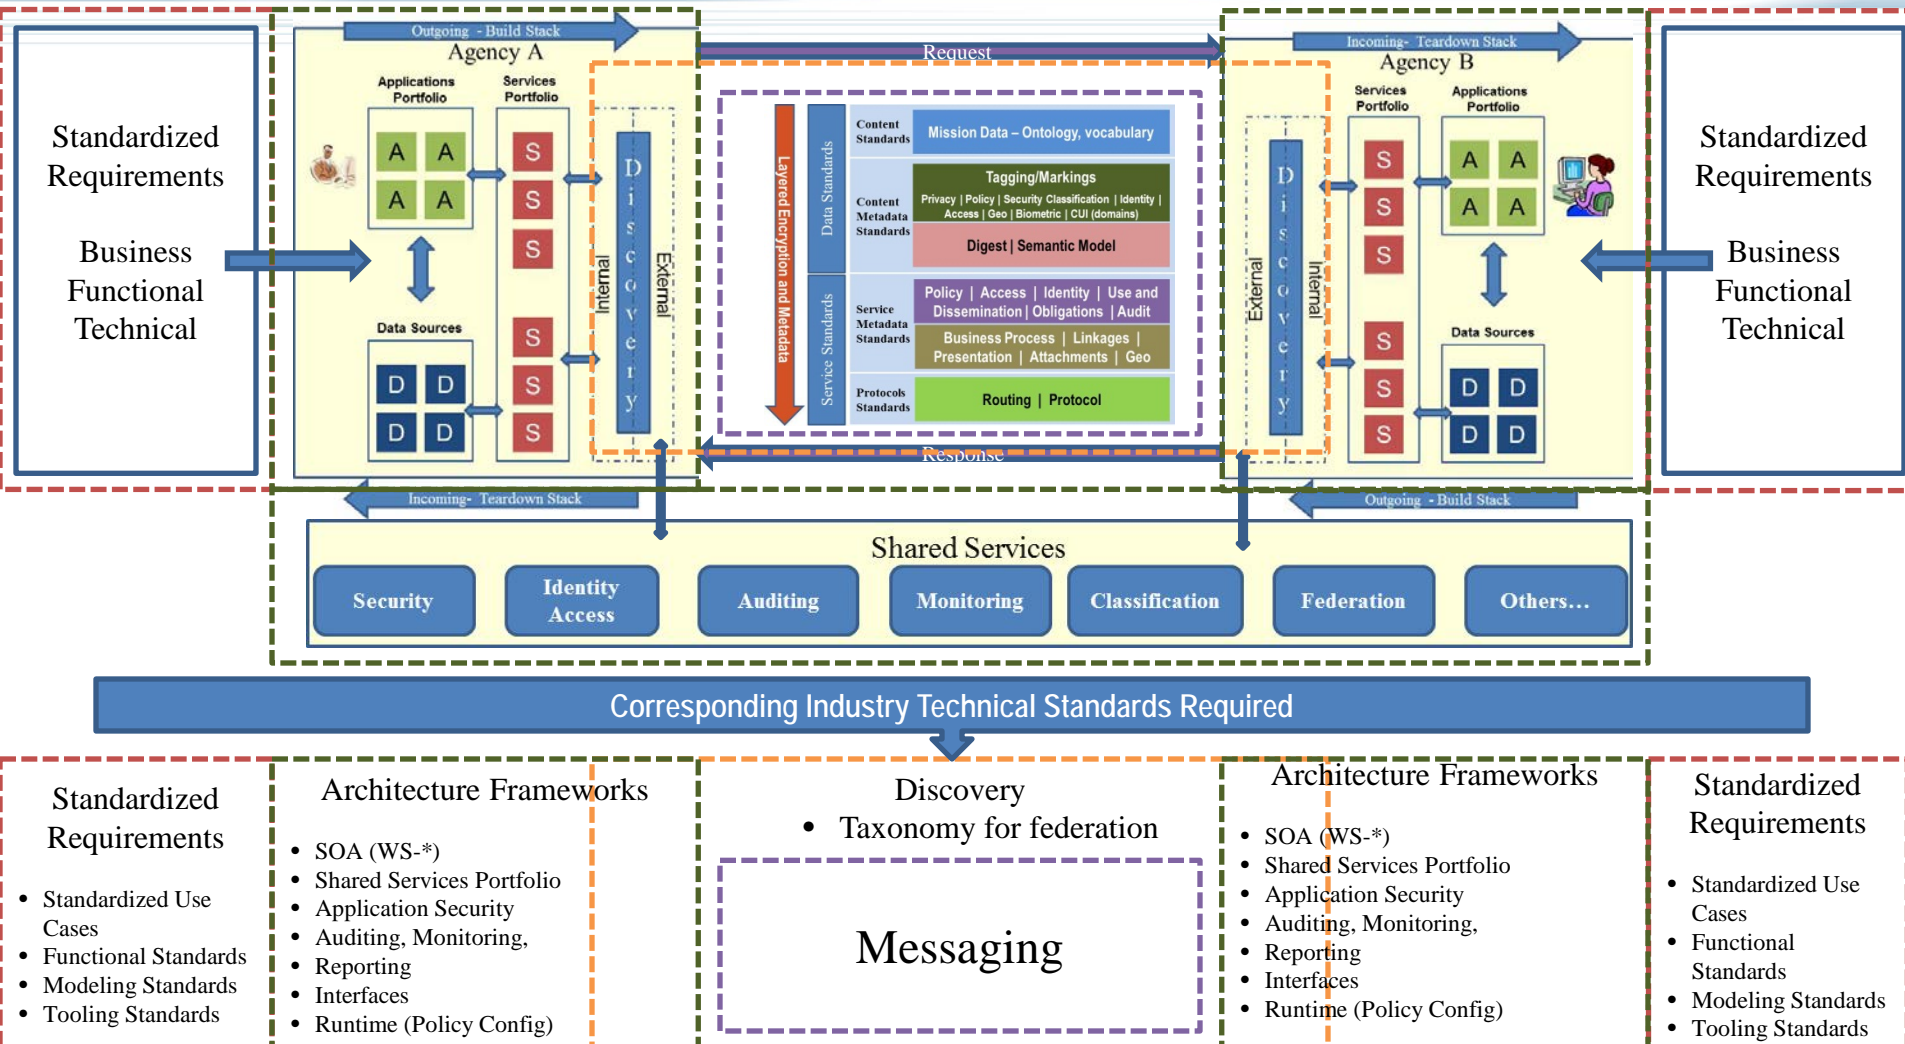 Standardized
Requirements
Business
Functional
Technical
Outgoing - Build Stack
Agency A
Applications
Portfolio
Services
Portfolio
A A
A A
S
S
S
Data Sources
D D
D D
S
S
S
Internal
Discovery
External
Incoming- Teardown Stack
Request
Layered Encryption and Metadata
Data Standards
Service Standards
Content
Standards
Mission Data – Ontology, vocabulary
Content
Metadata
Standards
Tagging/Markings
Privacy | Policy | Security Classification | Identity |
Access | Geo | Biometric | CUI (domains)
Digest | Semantic Model
Service
Metadata
Standards
Policy | Access | Identity | Use and
Dissemination | Obligations | Audit
Business Process | Linkages |
Presentation | Attachments | Geo
Protocols
Standards
Routing | Protocol
Response
Incoming- Teardown Stack
Agency B
Services
Portfolio
Applications
Portfolio
External
Discovery
Internal
S
S
S
A A
A A
Data Sources
S
S
S
D D
D D
Outgoing - Build Stack
Standardized
Requirements
Business
Functional
Technical
Shared Services
Security
Identity
Access
Auditing
Monitoring
Classification
Federation
Others...
Corresponding Industry Technical Standards Required
Standardized
Requirements
• Standardized Use
Cases
• Functional Standards
• Modeling Standards
• Tooling Standards
Architecture Frameworks
• SOA (WS-*)
• Shared Services Portfolio
• Application Security
• Auditing, Monitoring,
• Reporting
• Interfaces
• Runtime (Policy Config)
Discovery
• Taxonomy for federation
Messaging
Architecture Frameworks
• SOA (WS-*)
• Shared Services Portfolio
• Application Security
• Auditing, Monitoring,
• Reporting
• Interfaces
• Runtime (Policy Config)
Standardized
Requirements
• Standardized Use
Cases
• Functional
Standards
• Modeling Standards
• Tooling Standards